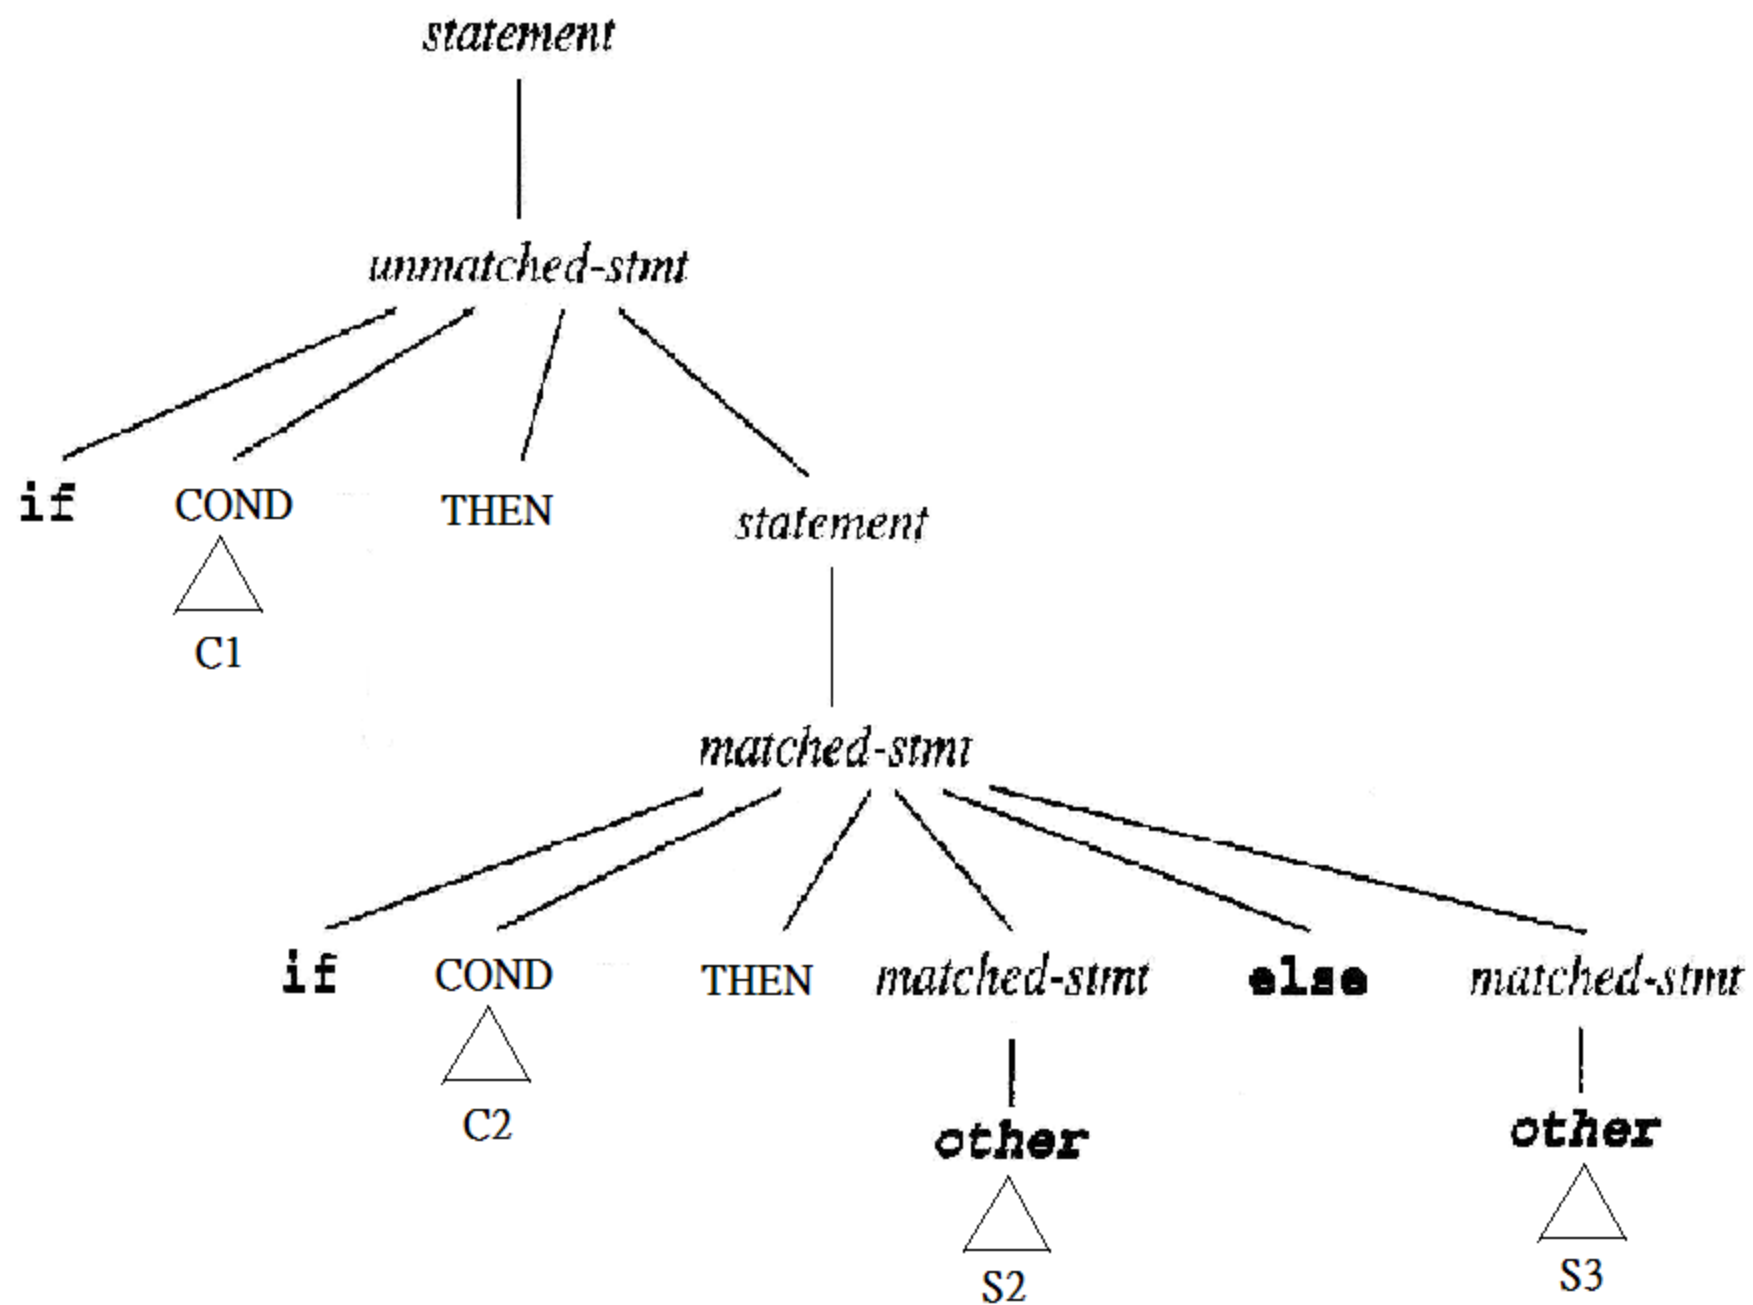 statement
unmatched-stmt
if COND THEN statement
C1
matched-stmt
if COND THEN matched-stmt else matched-stmt
C2 other other
S2 S3